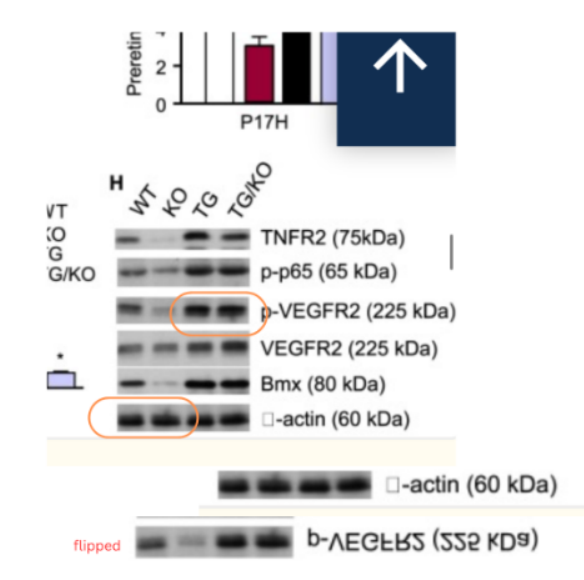 4
Preretin
2
0
P17H
H
WT KO TG TG/KO
WT
KO
TG
TG/KO
TNFR2 (75kDa)
p-p65 (65 kDa)
p-VEGFR2 (225 kDa)
*
VEGFR2 (225 kDa)
Bmx (80 kDa)
□-actin (60 kDa)
□-actin (60 kDa)
flipped
p-VEGFR2 (225 kDa)